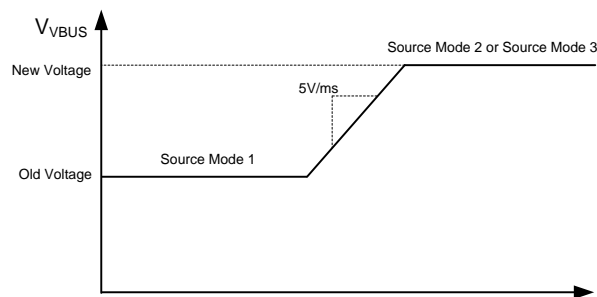 V_VBUS
Source Mode 2 or Source Mode 3
New Voltage
5V/ms
Source Mode 1
Old Voltage